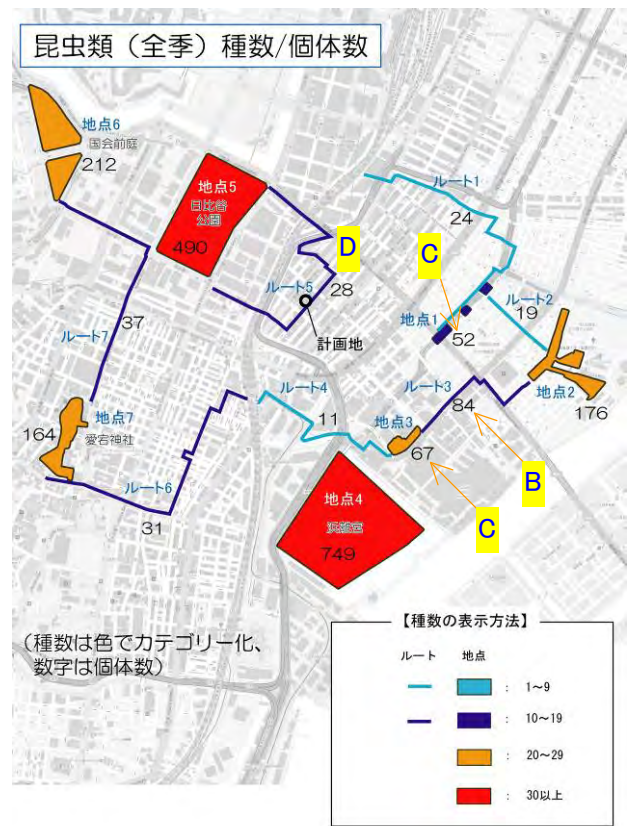 昆虫類（全季）種数/個体数
地点6
国会前庭
212
地点5
日比谷
公園
490
ルート1
24
D
C
ルート5
28
計画地
ルート2
19
地点1
52
ルート7
37
ルート4
11
ルート3
84
地点2
176
地点3
67
B
C
地点7
164
愛宕神社
ルート6
31
地点4
浜離宮
749
（種数は色でカテゴリー化、
数字は個体数）
【種数の表示方法】
ルート 地点
： 1～9
： 10～19
： 20～29
： 30以上